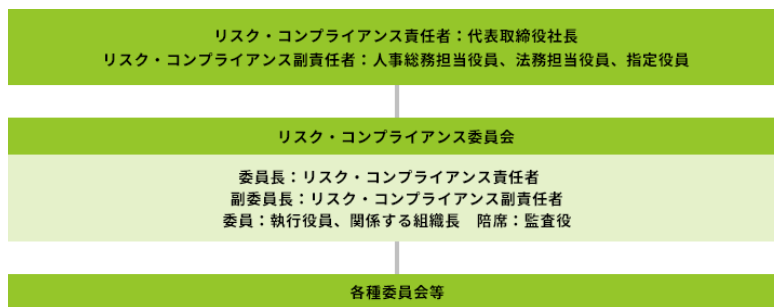 リスク・コンプライアンス責任者：代表取締役社長
リスク・コンプライアンス副責任者：人事総務担当役員、法務担当役員、指定役員
リスク・コンプライアンス委員会
委員長：リスク・コンプライアンス責任者
副委員長：リスク・コンプライアンス副責任者
委員：執行役員、関係する組織長　陪席：監査役
各種委員会等